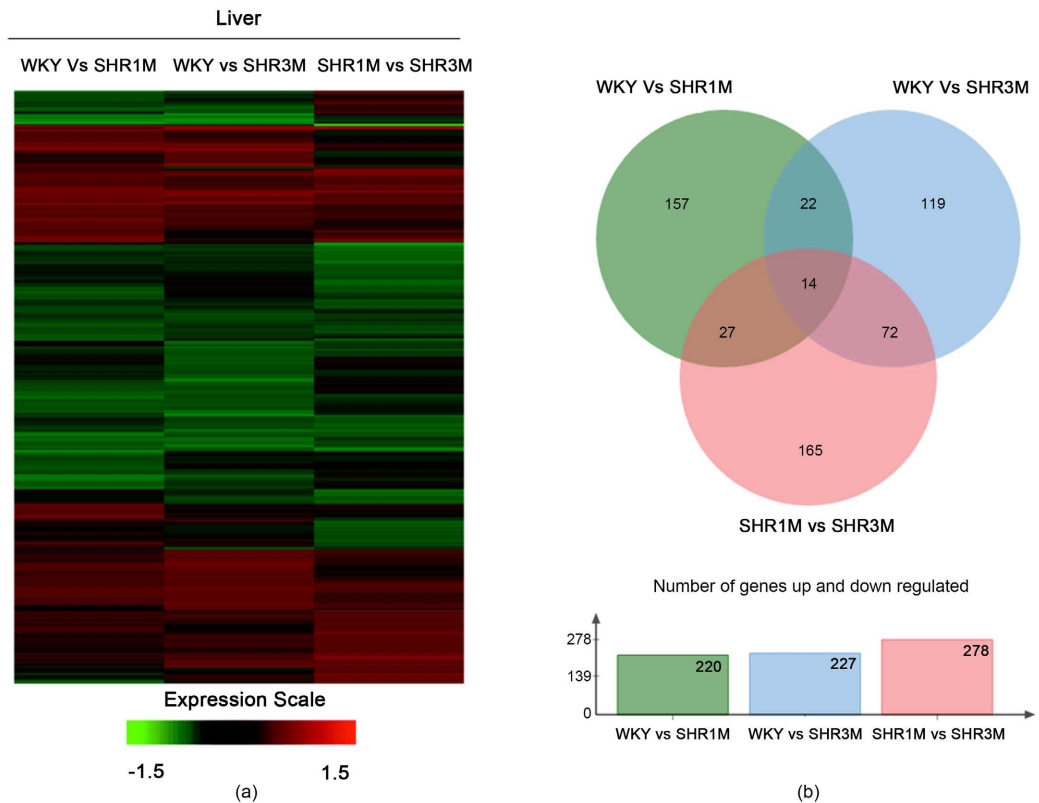 Liver
WKY Vs SHR1M WKY vs SHR3M SHR1M vs SHR3M
Expression Scale
-1.5 1.5
(a)
WKY Vs SHR1M WKY Vs SHR3M
157 22 119
14
27 72
165
SHR1M vs SHR3M
Number of genes up and down regulated
278
139
0
220 227 278
WKY vs SHR1M WKY vs SHR3M SHR1M vs SHR3M
(b)